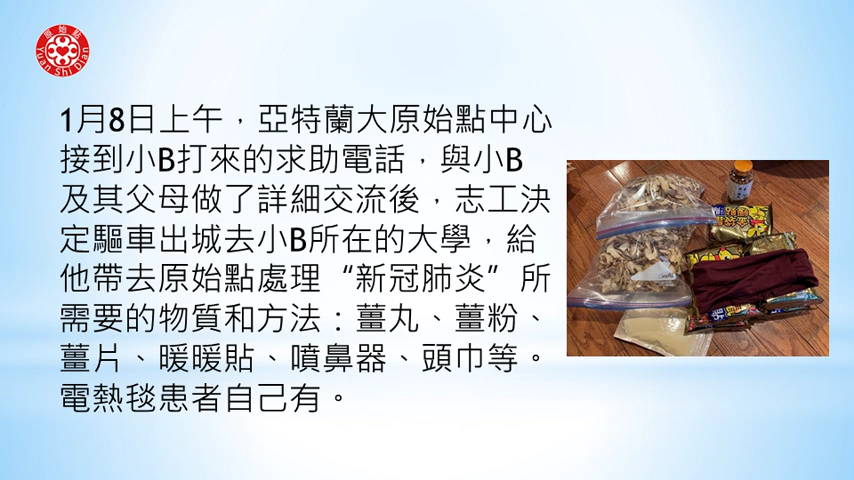 原始點
Yuan Shi Dian
1月8日上午，亞特蘭大原始點中心
接到小B打來的求助電話，與小B
及其父母做了詳細交流後，志工決
定驅車出城去小B所在的大學，給
他帶去原始點處理“新冠肺炎”所
需要的物質和方法：薑丸、薑粉、
薑片、暖暖貼、噴鼻器、頭巾等。
電熱毯患者自己有。